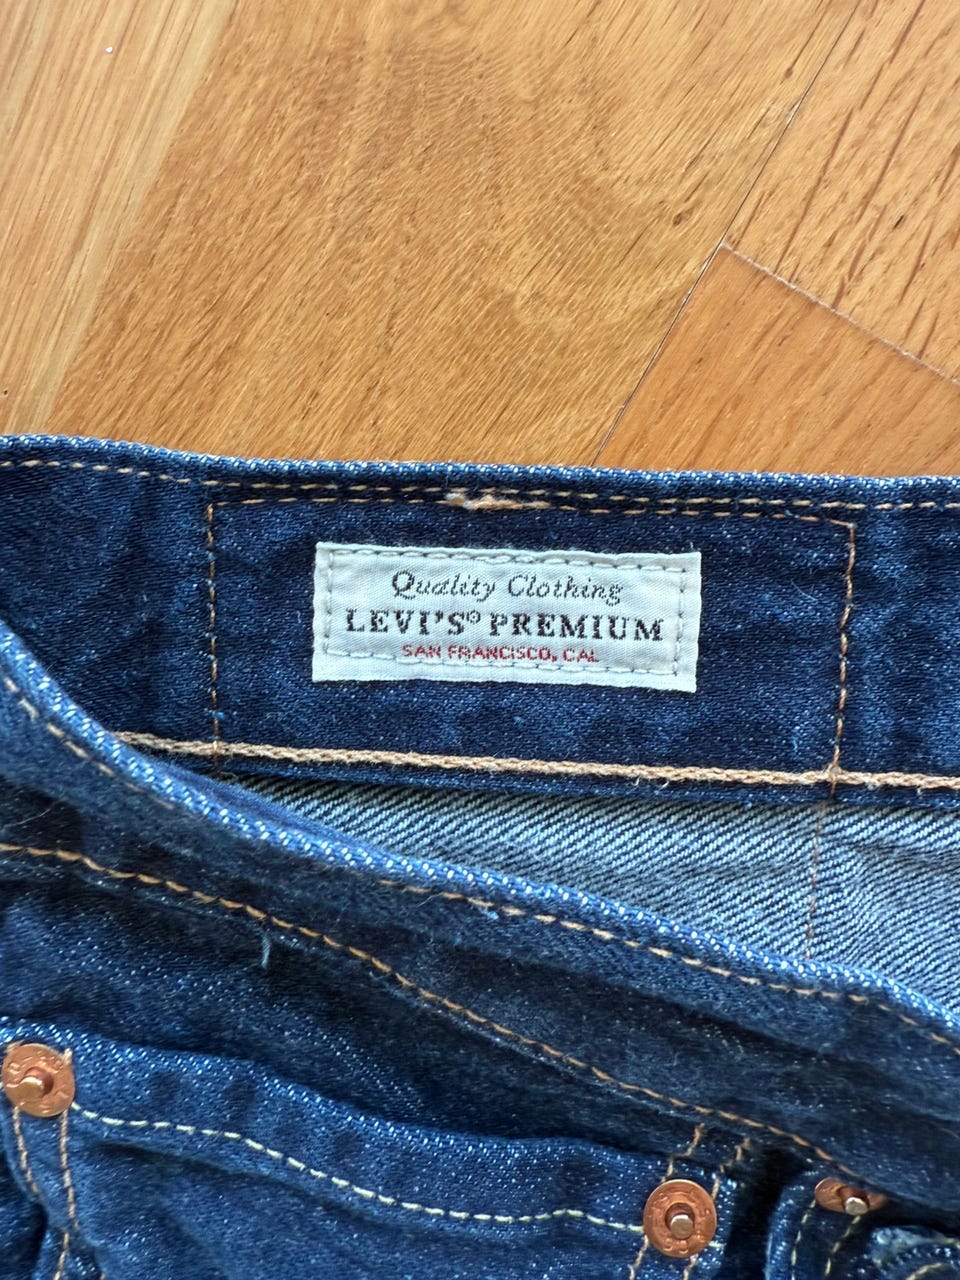 Quality Clothing
LEVI'S® PREMIUM
SAN FRANCISCO, CAL